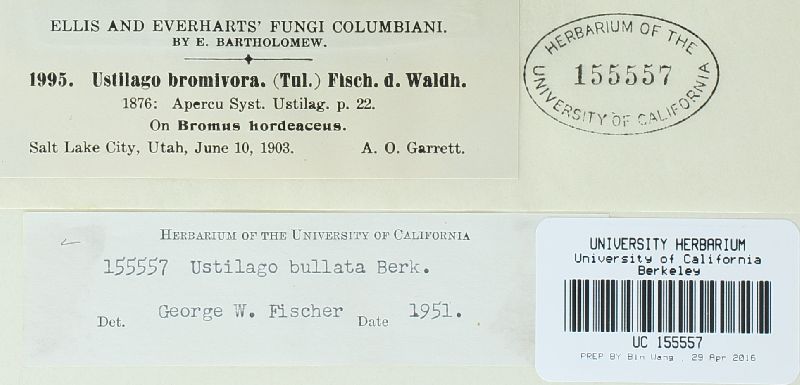 ELLIS AND EVERHARTS' FUNGI COLUMBIANI.
BY E. BARTHOLOMEW.
1995. Ustilago bromivora. (Tul.) Fisch. d. Waldh.
1876: Apercu Syst. Ustilag. p. 22.
On Bromus hordeaceus.
Salt Lake City, Utah, June 10, 1903. A. O. Garrett.
HERBARIUM OF THE
155557
UNIVERSITY OF CALIFORNIA
HERBARIUM OF THE UNIVERSITY OF CALIFORNIA
155557 Ustilago bullata Berk.
Det. George W. Fischer Date 1951.
UNIVERSITY HERBARIUM
University of California
Berkeley
UC 155557
PREP BY Bin Wang , 29 Apr 2016